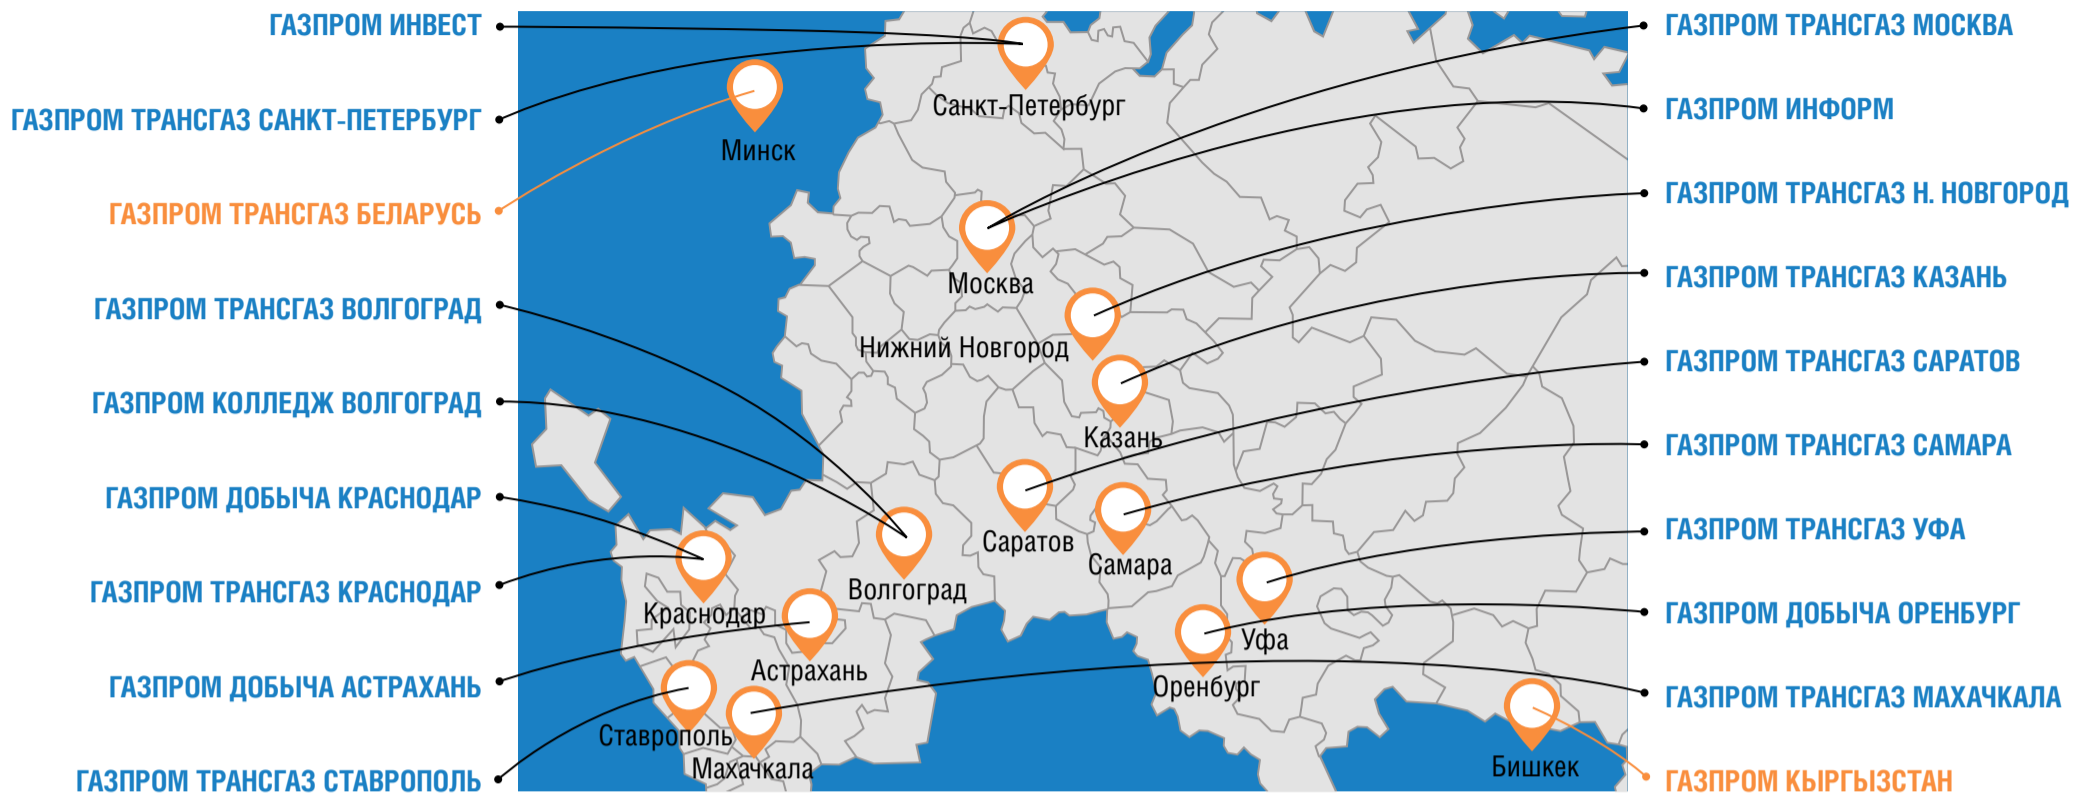 ГАЗПРОМ ИНВЕСТ
ГАЗПРОМ ТРАНСГАЗ САНКТ-ПЕТЕРБУРГ
ГАЗПРОМ ТРАНСГАЗ БЕЛАРУСЬ
ГАЗПРОМ ТРАНСГАЗ ВОЛГОГРАД
ГАЗПРОМ КОЛЛЕДЖ ВОЛГОГРАД
ГАЗПРОМ ДОБЫЧА КРАСНОДАР
ГАЗПРОМ ТРАНСГАЗ КРАСНОДАР
ГАЗПРОМ ДОБЫЧА АСТРАХАНЬ
ГАЗПРОМ ТРАНСГАЗ СТАВРОПОЛЬ
Санкт-Петербург
Минск
Москва
Нижний Новгород
Казань
Саратов
Самара
Волгоград
Краснодар
Уфа
Астрахань
Оренбург
Ставрополь
Махачкала
Бишкек
ГАЗПРОМ ТРАНСГАЗ МОСКВА
ГАЗПРОМ ИНФОРМ
ГАЗПРОМ ТРАНСГАЗ Н. НОВГОРОД
ГАЗПРОМ ТРАНСГАЗ КАЗАНЬ
ГАЗПРОМ ТРАНСГАЗ САРАТОВ
ГАЗПРОМ ТРАНСГАЗ САМАРА
ГАЗПРОМ ТРАНСГАЗ УФА
ГАЗПРОМ ДОБЫЧА ОРЕНБУРГ
ГАЗПРОМ ТРАНСГАЗ МАХАЧКАЛА
ГАЗПРОМ КЫРГЫЗСТАН